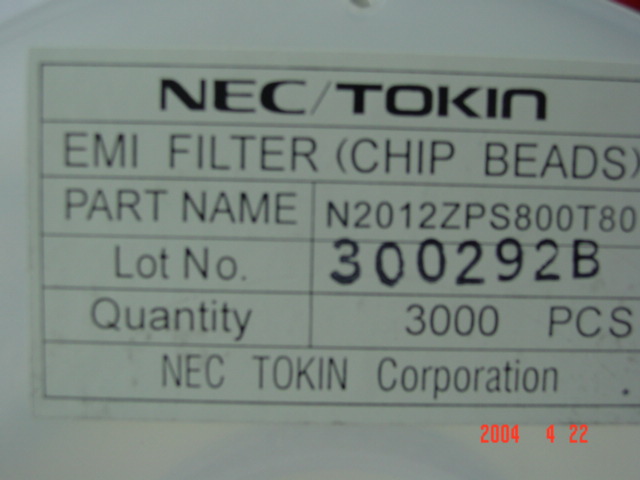 NEC/TOKIN
EMI FILTER (CHIP BEADS)
PART NAME N2012ZPS800T80
Lot No. 300292B
Quantity 3000 PCS
NEC TOKIN Corporation .
2004 4 22